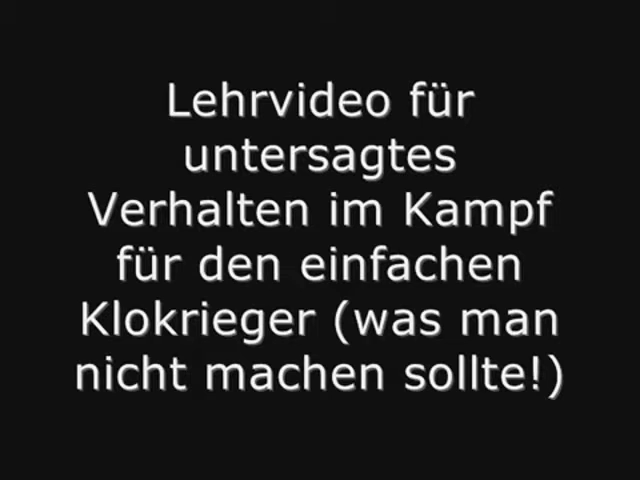 Lehrvideo für
untersagtes
Verhalten im Kampf
für den einfachen
Klokrieger (was man
nicht machen sollte!)